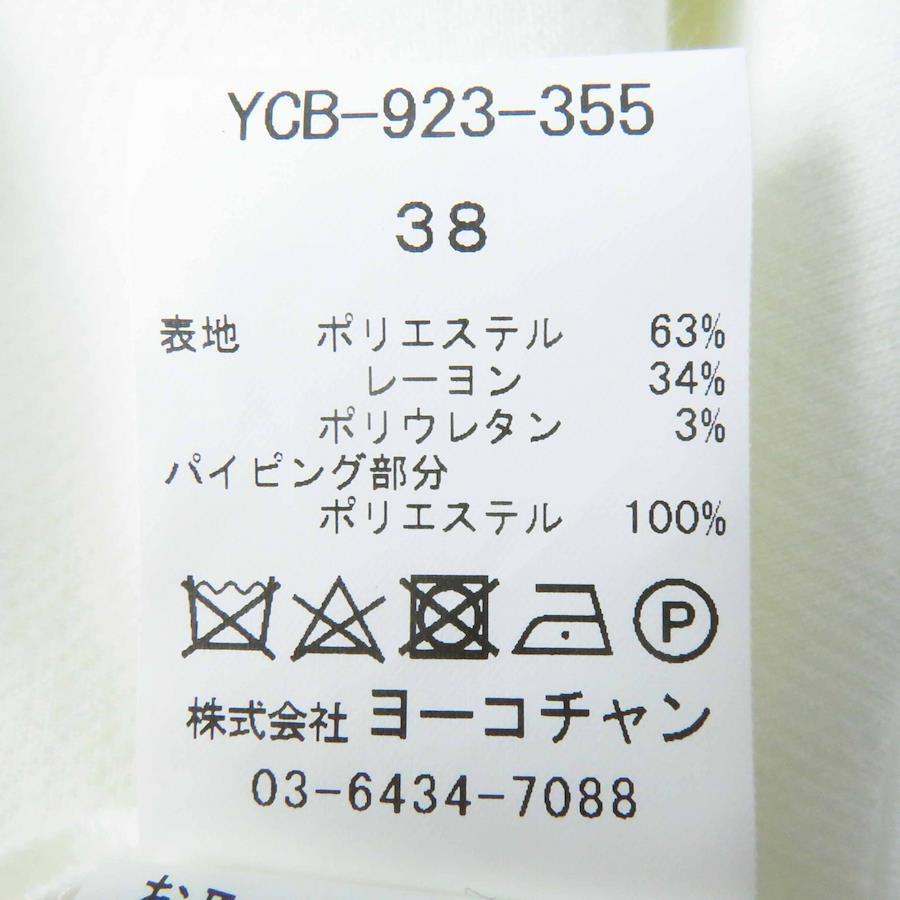 YCB-923-355
38
表地 ポリエステル 63%
レーヨン 34%
ポリウレタン 3%
パイピング部分
ポリエステル 100%
P
株式会社 ヨーコチャン
03-6434-7088